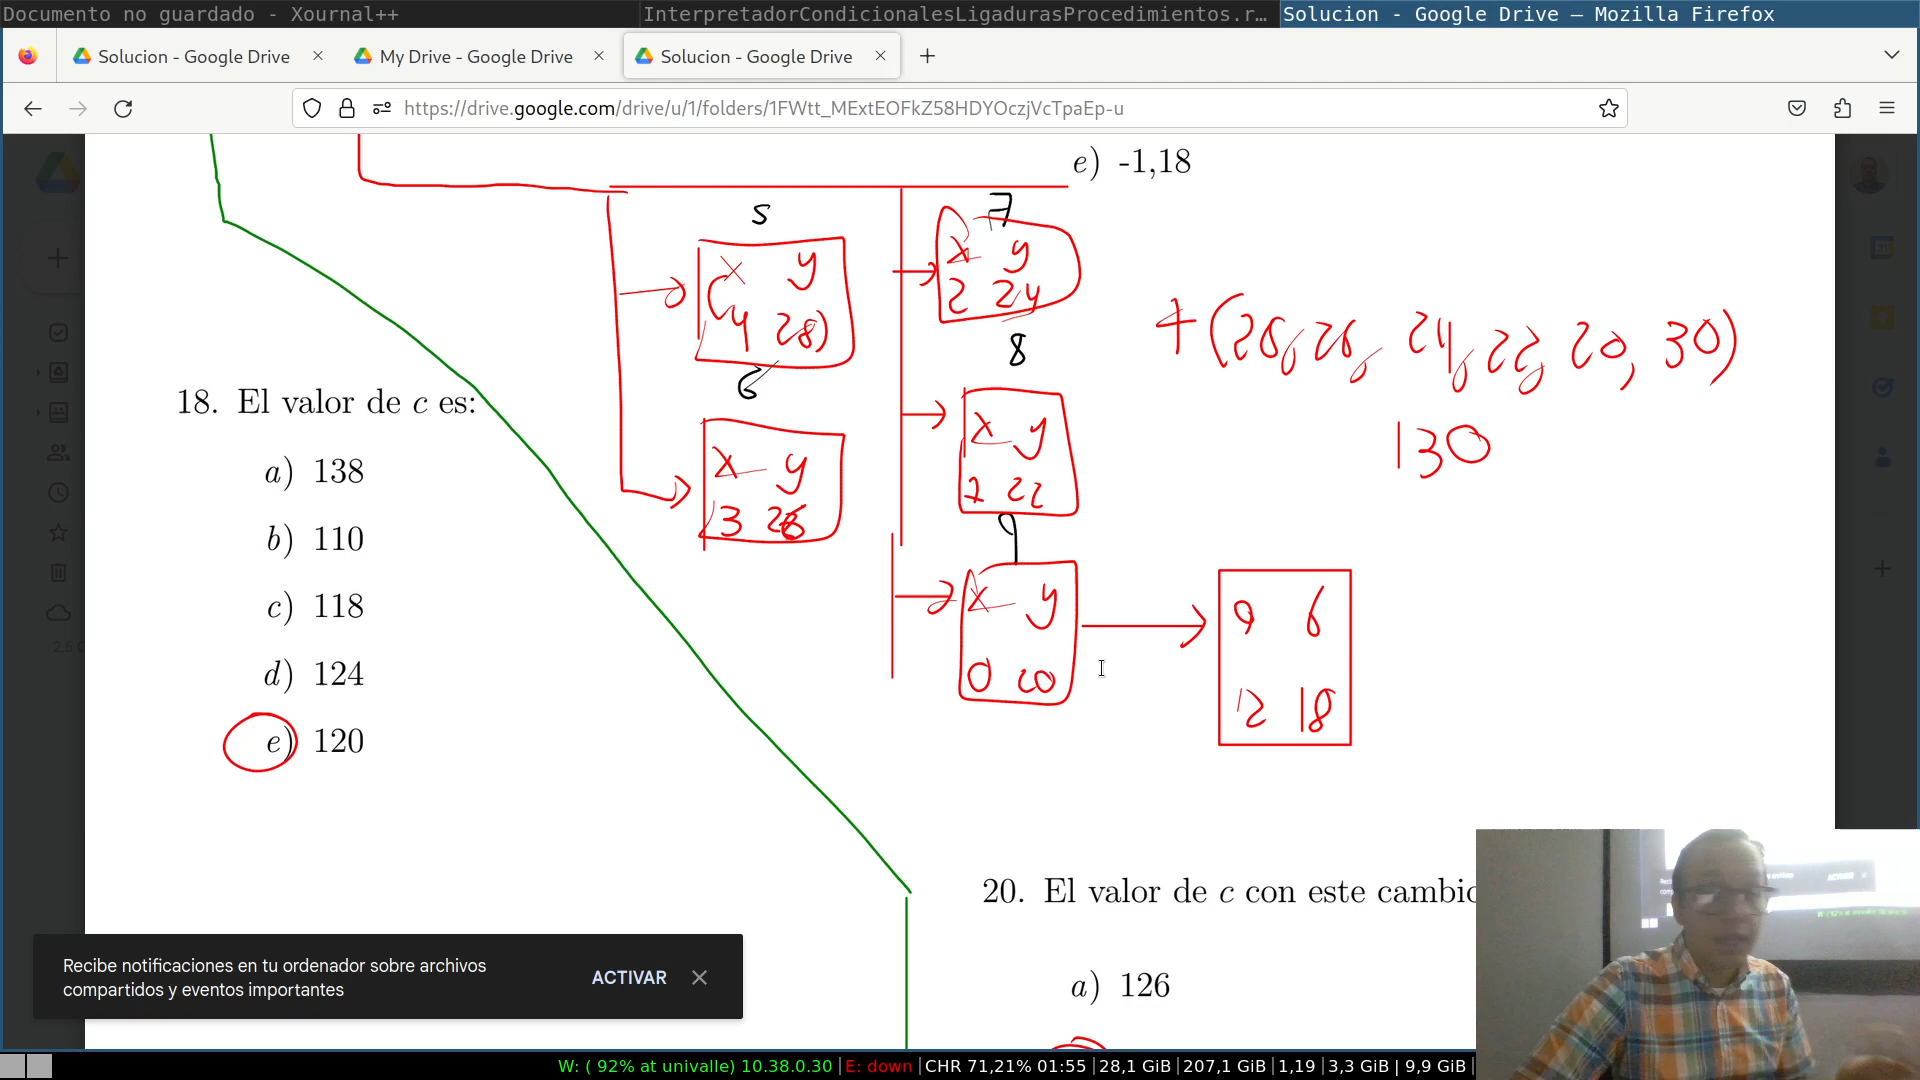 Documento no guardado - Xournal++
InterpretadorCondicionalesLigadurasProcedimientos.r…
Solucion - Google Drive — Mozilla Firefox
Solucion - Google Drive
My Drive - Google Drive
Solucion - Google Drive
https://drive.google.com/drive/u/1/folders/1FWtt_MExtEOFkZ58HDYOczjVcTpaEp-u
e) -1,18
5
x y
(4 28)
6
x y
3 26
7
x y
2 24
8
x y
1 22
9
x y
0 20
9 6
12 18
+(28, 26, 24, 22, 20, 30)
130
18. El valor de c es:
a) 138
b) 110
c) 118
d) 124
e) 120
20. El valor de c con este cambio
a) 126
Recibe notificaciones en tu ordenador sobre archivos
compartidos y eventos importantes
ACTIVAR
W: ( 92% at univalle) 10.38.0.30 |E: down |CHR 71,21% 01:55 |28,1 GiB |207,1 GiB |1,19 |3,3 GiB | 9,9 GiB |